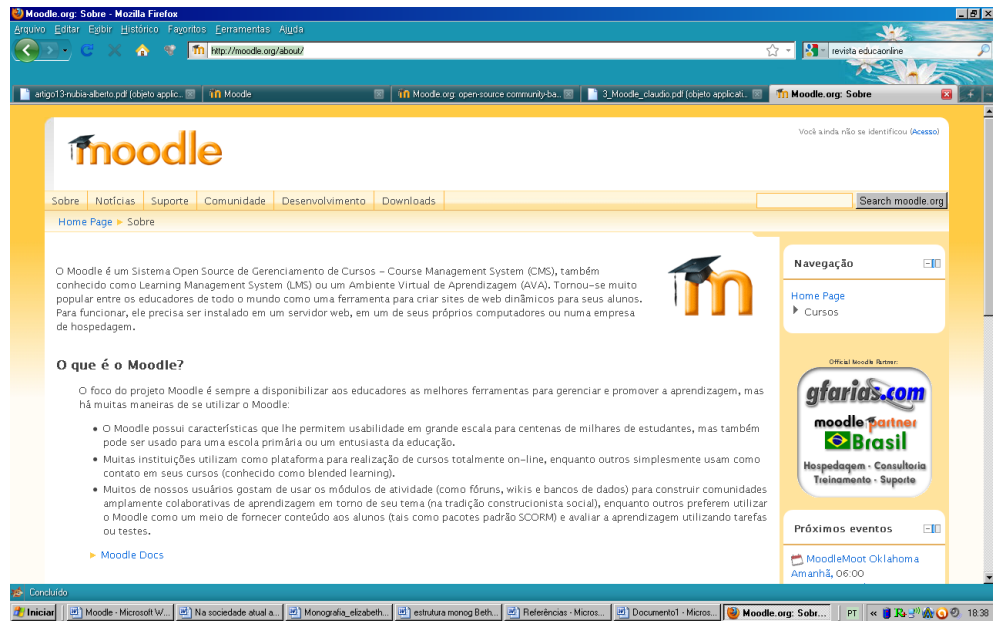 Moodle.org: Sobre - Mozilla Firefox
Arquivo Editar Exibir Histórico Favoritos Ferramentas Ajuda
http://moodle.org/about/
revista educaonline
artigo13-nubia-alberto.pdf (objeto applic...
Moodle
Moodle.org: open-source community-ba...
3_Moodle_claudio.pdf (objeto applicati...
Moodle.org: Sobre
moodle
Você ainda não se identificou (Acesso)
Sobre Notícias Suporte Comunidade Desenvolvimento Downloads
Search moodle.org
Home Page ► Sobre
O Moodle é um Sistema Open Source de Gerenciamento de Cursos - Course Management System (CMS), também
conhecido como Learning Management System (LMS) ou um Ambiente Virtual de Aprendizagem (AVA). Tornou-se muito
popular entre os educadores de todo o mundo como uma ferramenta para criar sites de web dinâmicos para seus alunos.
Para funcionar, ele precisa ser instalado em um servidor web, em um de seus próprios computadores ou numa empresa
de hospedagem.
m
O que é o Moodle?
O foco do projeto Moodle é sempre a disponibilizar aos educadores as melhores ferramentas para gerenciar e promover a aprendizagem, mas
há muitas maneiras de se utilizar o Moodle:
• O Moodle possui características que lhe permitem usabilidade em grande escala para centenas de milhares de estudantes, mas também
pode ser usado para uma escola primária ou um entusiasta da educação.
• Muitas instituições utilizam como plataforma para realização de cursos totalmente on-line, enquanto outros simplesmente usam como
contato em seus cursos (conhecido como blended learning).
• Muitos de nossos usuários gostam de usar os módulos de atividade (como fóruns, wikis e bancos de dados) para construir comunidades
amplamente colaborativas de aprendizagem em torno de seu tema (na tradição construcionista social), enquanto outros preferem utilizar
o Moodle como um meio de fornecer conteúdo aos alunos (tais como pacotes padrão SCORM) e avaliar a aprendizagem utilizando tarefas
ou testes.
► Moodle Docs
Navegação
Home Page
Cursos
Official Moodle Partner:
gfarias.com
moodle partner
Brasil
Hospedagem - Consultoria
Treinamento - Suporte
Próximos eventos
MoodleMoot Oklahoma
Amanhã, 06:00
Concluído
Iniciar
Moodle - Microsoft W...
Na sociedade atual a...
Monografia_elizabeth...
estrutura monog Beth...
Referências - Micros...
Documento1 - Micros...
Moodle.org: Sobr...
PT
18:38